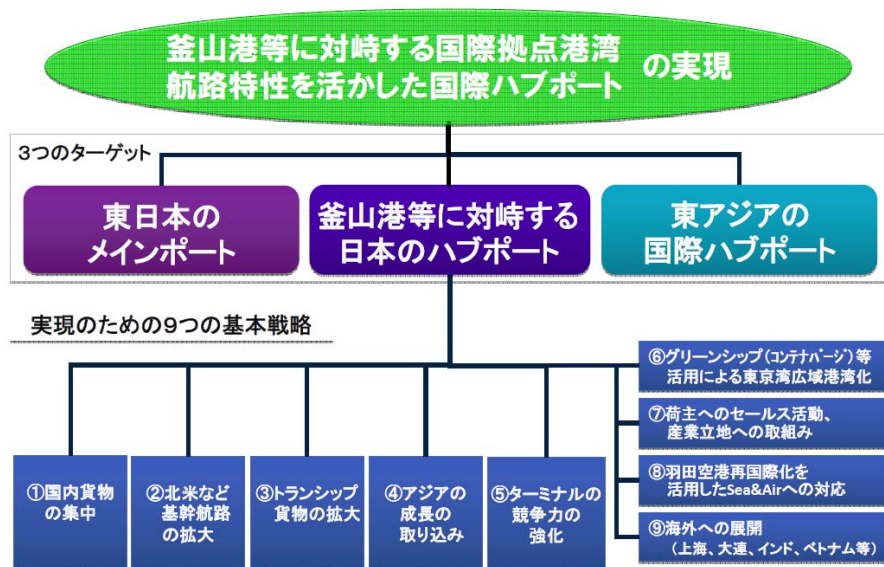 釜山港等に対峙する国際拠点港湾
航路特性を活かした国際ハブポート
の実現
3つのターゲット
東日本の
メインポート
釜山港等に対峙する
日本のハブポート
東アジアの
国際ハブポート
実現のための9つの基本戦略
①国内貨物
の集中
②北米など
基幹航路
の拡大
③トランシップ
貨物の拡大
④アジアの
成長の
取り込み
⑤ターミナルの
競争力の
強化
⑥グリーンシップ(コンテナバージ)等
活用による東京湾広域港湾化
⑦荷主へのセールス活動、
産業立地への取組み
⑧羽田空港再国際化を
活用したSea&Airへの対応
⑨海外への展開
(上海、大連、インド、ベトナム等)